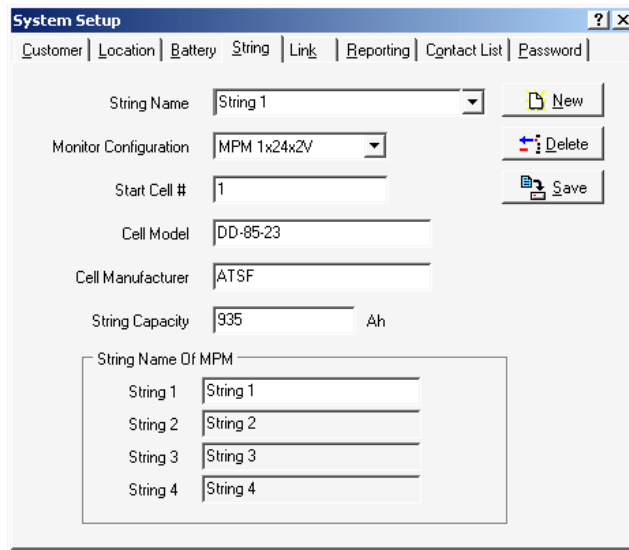 System Setup
Customer Location Battery String Link Reporting Contact List Password
String Name String 1 New
Monitor Configuration MPM 1x24x2V Delete
Start Cell # 1 Save
Cell Model DD-85-23
Cell Manufacturer ATSF
String Capacity 935 Ah
String Name Of MPM
String 1 String 1
String 2 String 2
String 3 String 3
String 4 String 4